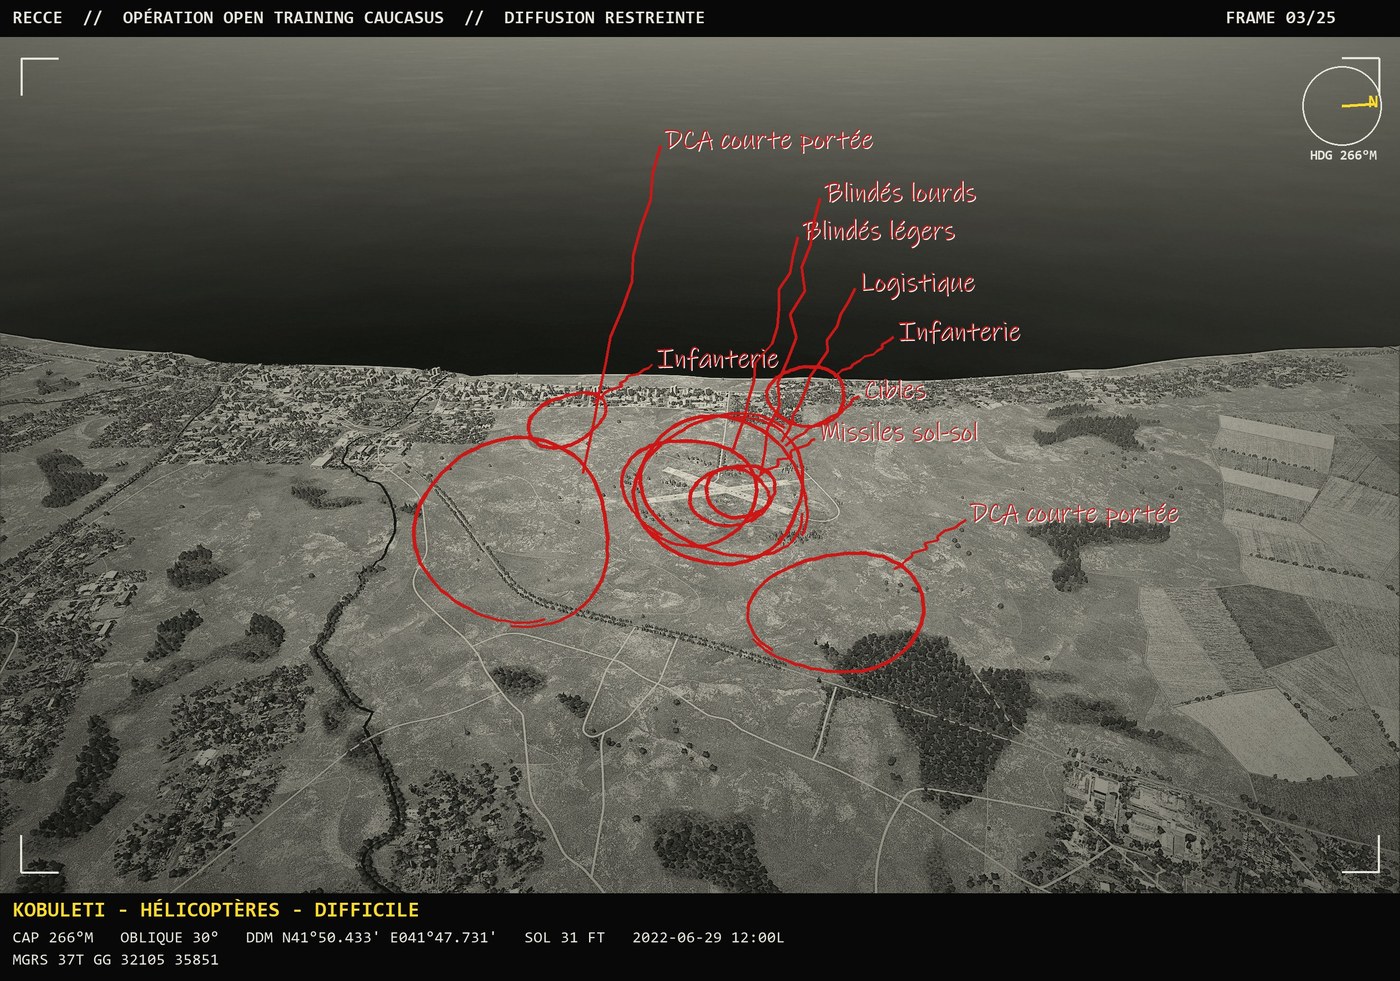 RECCE // OPÉRATION OPEN TRAINING CAUCASUS // DIFFUSION RESTREINTE
FRAME 03/25
N
HDG 266°M
DCA courte portée
Blindés lourds
Blindés légers
Logistique
Infanterie
Infanterie
Cibles
Missiles sol-sol
DCA courte portée
KOBULETI - HÉLICOPTÈRES - DIFFICILE
CAP 266°M OBLIQUE 30° DDM N41°50.433' E041°47.731' SOL 31 FT 2022-06-29 12:00L
MGRS 37T GG 32105 35851